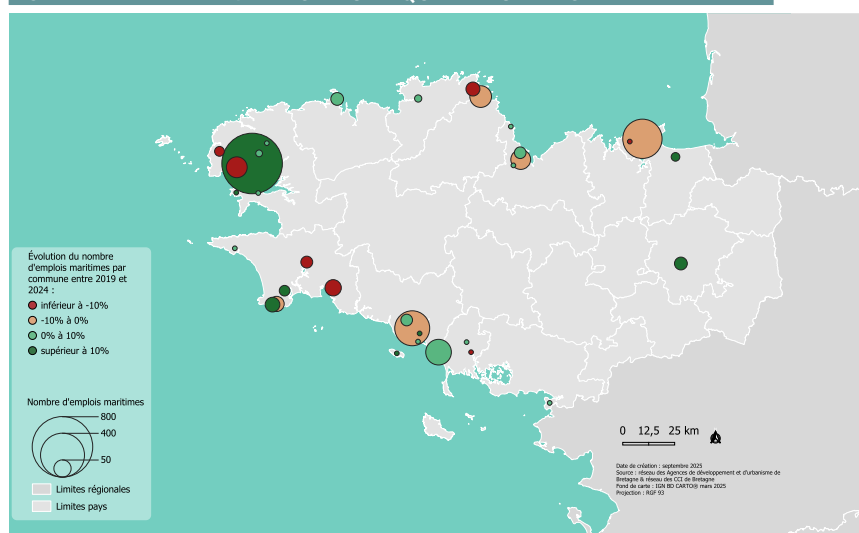 Évolution du nombre
d'emplois maritimes par
commune entre 2019 et
2024 :
inférieur à -10%
-10% à 0%
0% à 10%
supérieur à 10%
Nombre d'emplois maritimes
800
400
50
Limites régionales
Limites pays
0 12,5 25 km
Date de création : septembre 2025
Source : réseau des Agences de développement et d'urbanisme de
Bretagne & réseau des CCI de Bretagne
Fond de carte : IGN BD CARTO® mars 2025
Projection : RGF 93